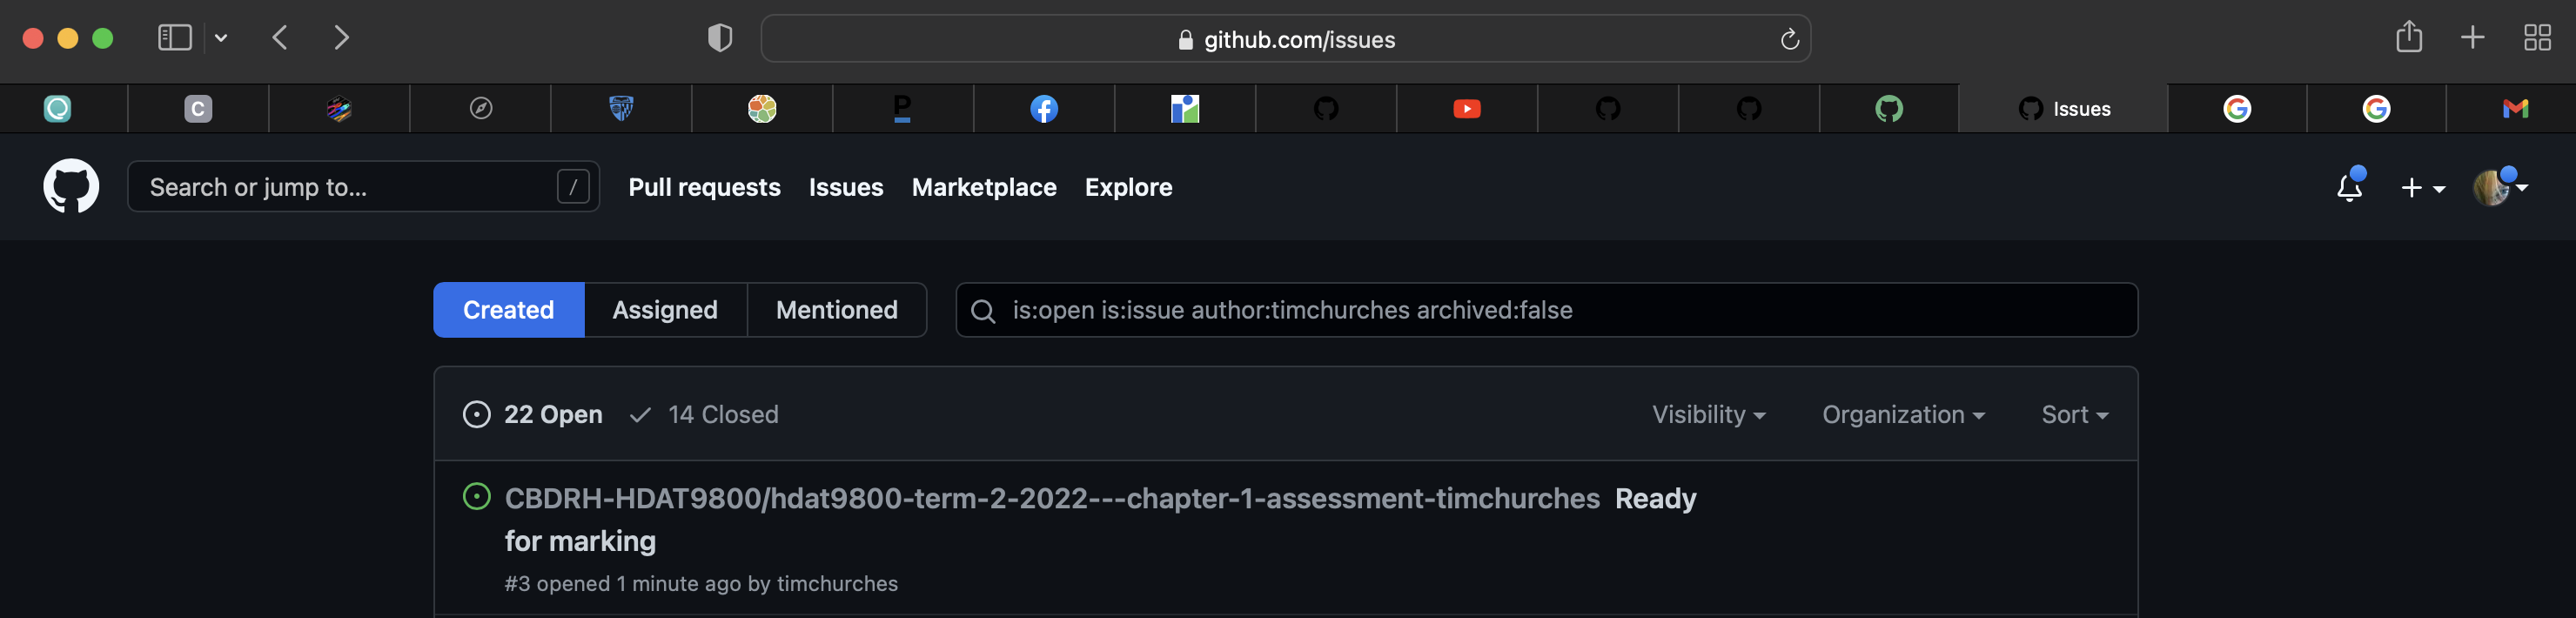 github.com/issues
C
P
Issues
Search or jump to...
/
Pull requests
Issues
Marketplace
Explore
Created
Assigned
Mentioned
is:open is:issue author:timchurches archived:false
22 Open
14 Closed
Visibility
Organization
Sort
CBDRH-HDAT9800/hdat9800-term-2-2022---chapter-1-assessment-timchurches Ready
for marking
#3 opened 1 minute ago by timchurches